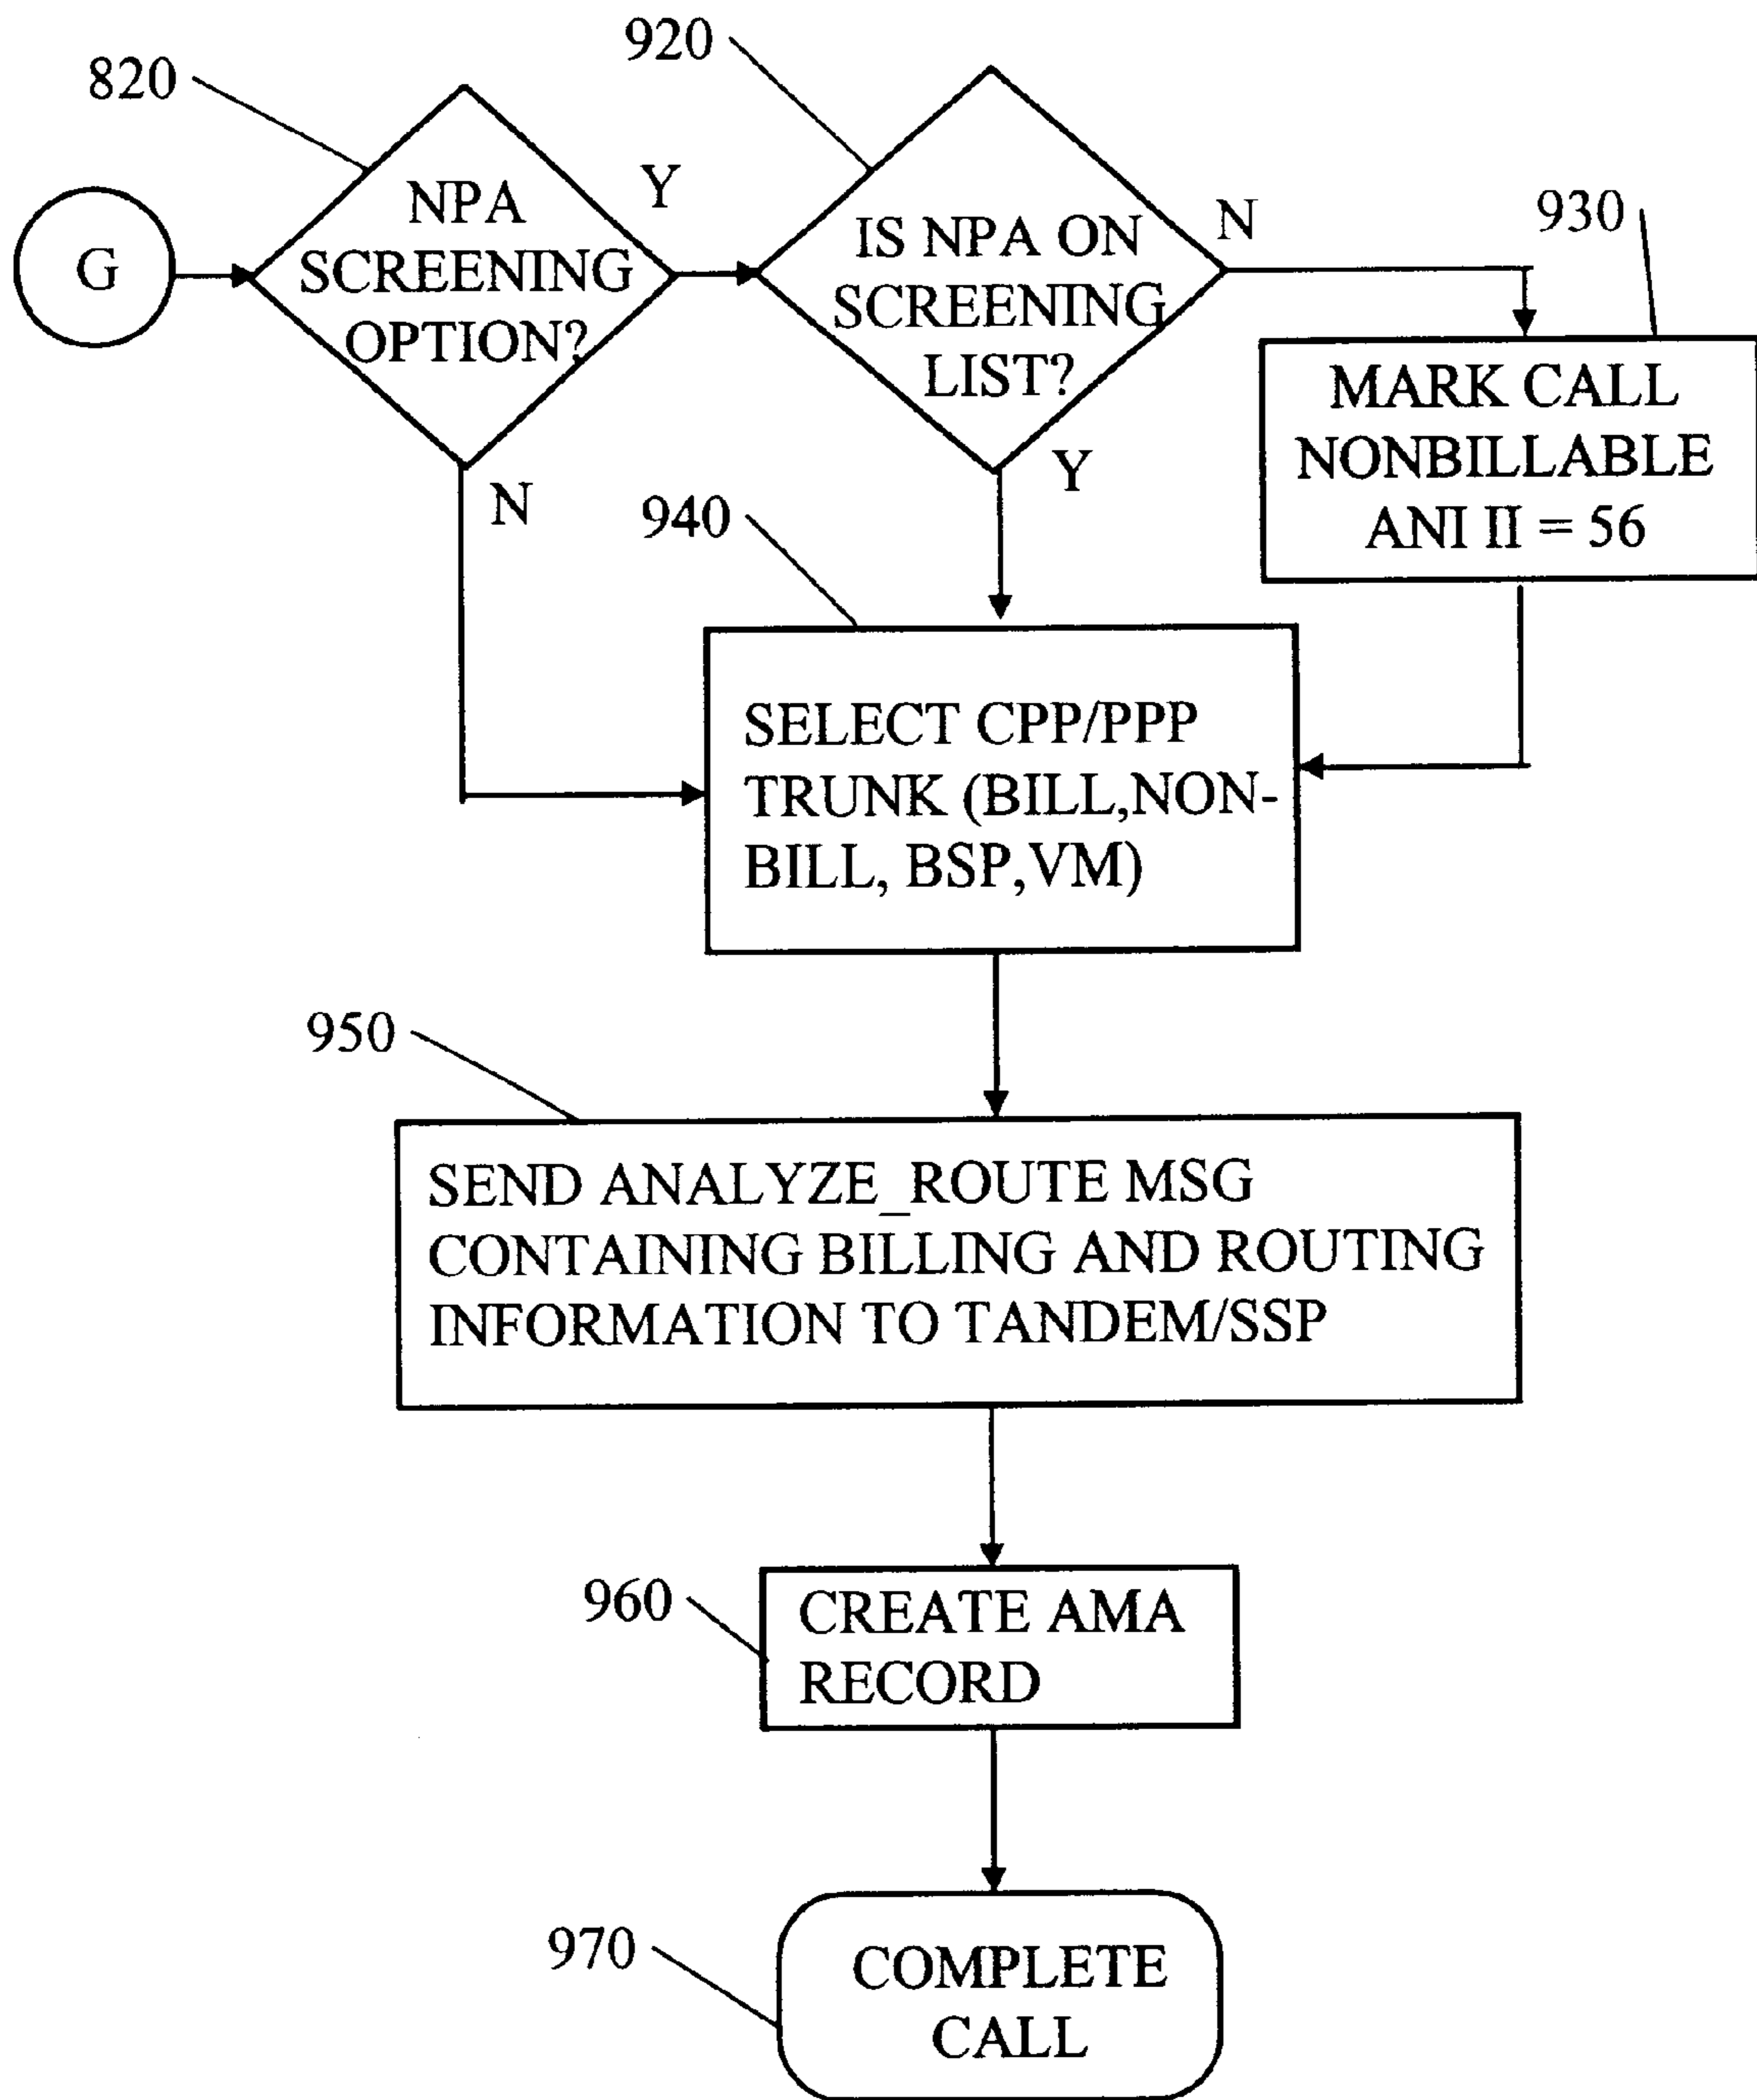 820
920
G
NPA
SCREENING
OPTION?
Y
N
IS NPA ON
SCREENING
LIST?
N
Y
930
MARK CALL
NONBILLABLE
ANI II = 56
940
SELECT CPP/PPP
TRUNK (BILL,NON-
BILL, BSP,VM)
950
SEND ANALYZE_ROUTE MSG
CONTAINING BILLING AND ROUTING
INFORMATION TO TANDEM/SSP
960
CREATE AMA
RECORD
970
COMPLETE
CALL